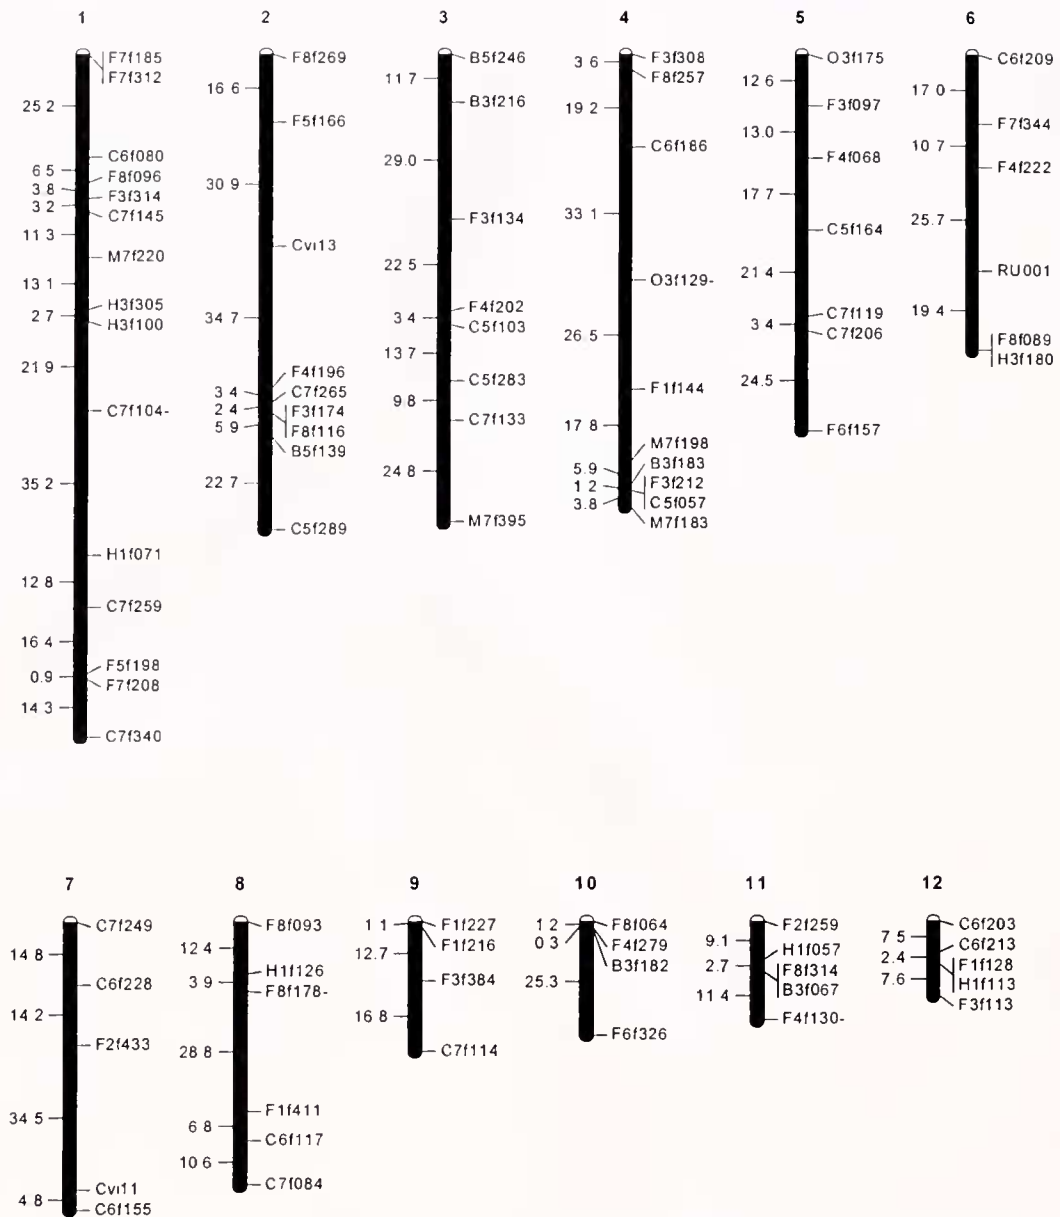 1
F7f185
F7f312
25 2
C6f080
6 5
F8f096
3 8
F3f314
3 2
C7f145
11 3
M7f220
13 1
H3f305
2 7
H3f100
21 9
C7f104-
35 2
H1f071
12 8
C7f259
16 4
F5f198
0.9
F7f208
14 3
C7f340
2
F8f269
16 6
F5f166
30 9
Cvi13
34 7
F4f196
3 4
C7f265
2 4
F3f174
F8f116
5 9
B5f139
22 7
C5f289
3
B5f246
11 7
B3f216
29 0
F3f134
22 5
F4f202
3 4
C5f103
13 7
C5f283
9 8
C7f133
24 8
M7f395
4
F3f308
3 6
F8f257
19 2
C6f186
33 1
O3f129-
26 5
F1f144
17 8
M7f198
5.9
B3f183
1 2
F3f212
C5f057
3.8
M7f183
5
O3f175
12 6
F3f097
13.0
F4f068
17.7
C5f164
21 4
C7f119
3 4
C7f206
24.5
F6f157
6
C6f209
17 0
F7f344
10 7
F4f222
25.7
RU001
19 4
F8f089
H3f180
7
C7f249
14 8
C6f228
14 2
F2f433
34 5
Cvi11
4 8
C6f155
8
F8f093
12 4
H1f126
3 9
F8f178-
28 8
F1f411
6 8
C6f117
10 6
C7f084
9
1 1
F1f227
F1f216
12.7
F3f384
16 8
C7f114
10
1 2
F8f064
0 3
F4f279
B3f182
25.3
F6f326
11
F2f259
9.1
H1f057
2.7
F8f314
B3f067
11 4
F4f130-
12
C6f203
7 5
C6f213
2.4
F1f128
H1f113
7.6
F3f113